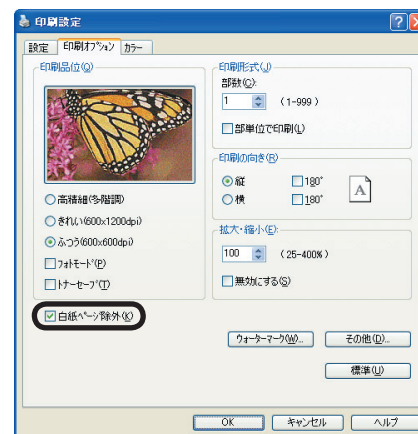 印刷設定
設定 印刷オプション カラー
印刷品位(Q)
高精細(多階調)
きれい(600x1200dpi)
ふつう(600x600dpi)
フォトモード(P)
トナーセーブ(T)
白紙ページ除外(K)
印刷形式(J)
部数(C):
1 (1-999)
部単位で印刷(L)
印刷の向き(R)
縦 180°
横 180°
A
拡大・縮小(E):
100 (25-400%)
無効にする(S)
ウォーターマーク(W)... その他(D)...
標準(U)
OK キャンセル ヘルプ